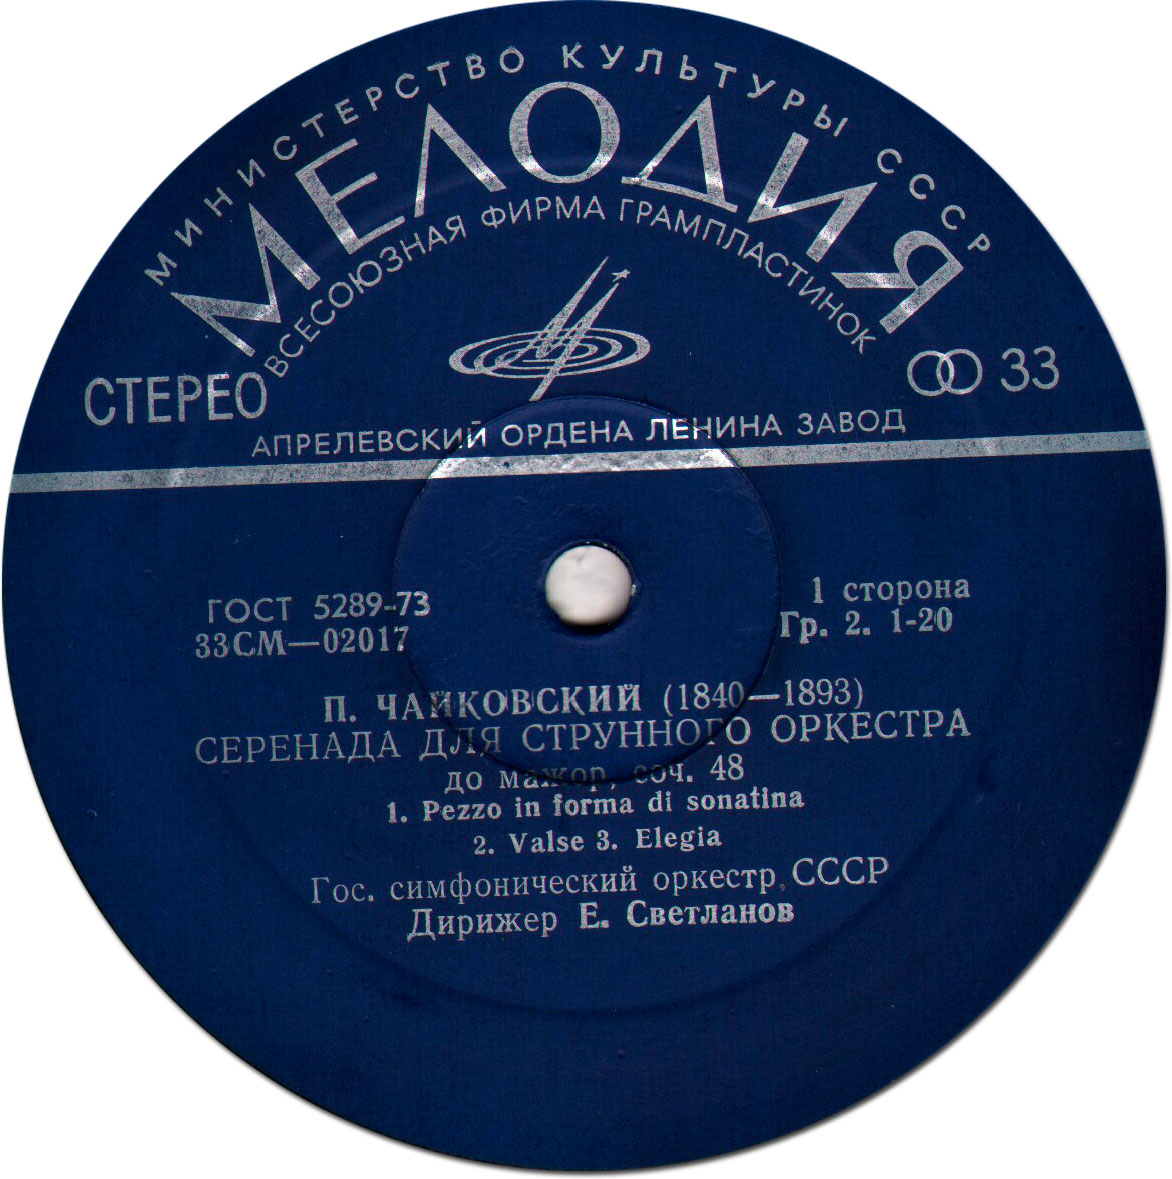 МИНИСТЕРСТВО КУЛЬТУРЫ СССР
МЕЛОДИЯ
ВСЕСОЮЗНАЯ ФИРМА ГРАМПЛАСТИНОК
СТЕРЕО
33
АПРЕЛЕВСКИЙ ОРДЕНА ЛЕНИНА ЗАВОД
ГОСТ 5289-73
33СМ—02017
1 сторона
Гр. 2. 1-20
П. ЧАЙКОВСКИЙ (1840—1893)
СЕРЕНАДА ДЛЯ СТРУННОГО ОРКЕСТРА
до мажор, соч. 48
1. Pezzo in forma di sonatina
2. Valse 3. Elegia
Гос. симфонический оркестр СССР
Дирижер Е. Светланов